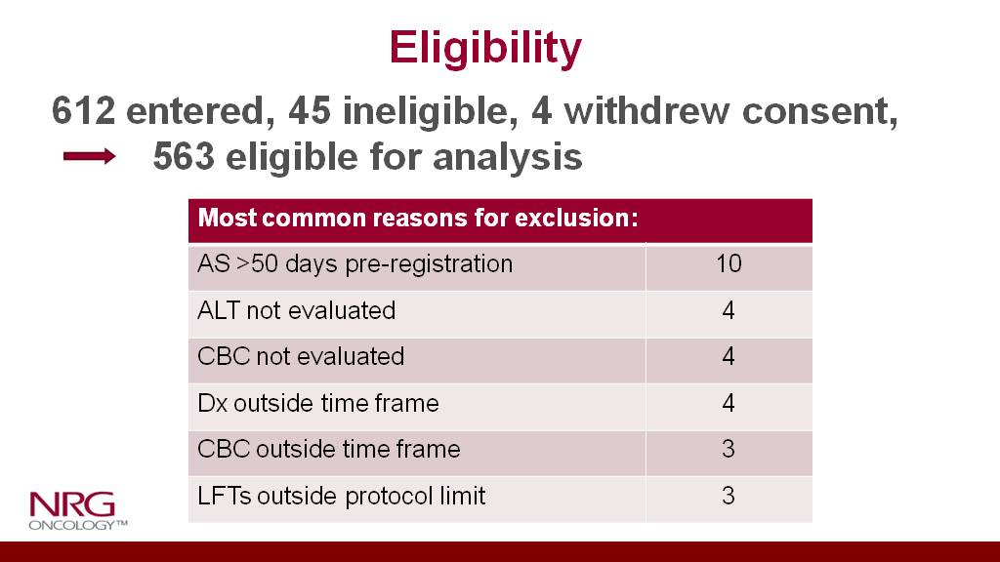 Eligibility
612 entered, 45 ineligible, 4 withdrew consent,
563 eligible for analysis
Most common reasons for exclusion:
AS >50 days pre-registration 10
ALT not evaluated 4
CBC not evaluated 4
Dx outside time frame 4
CBC outside time frame 3
LFTs outside protocol limit 3
NRG
ONCOLOGY™